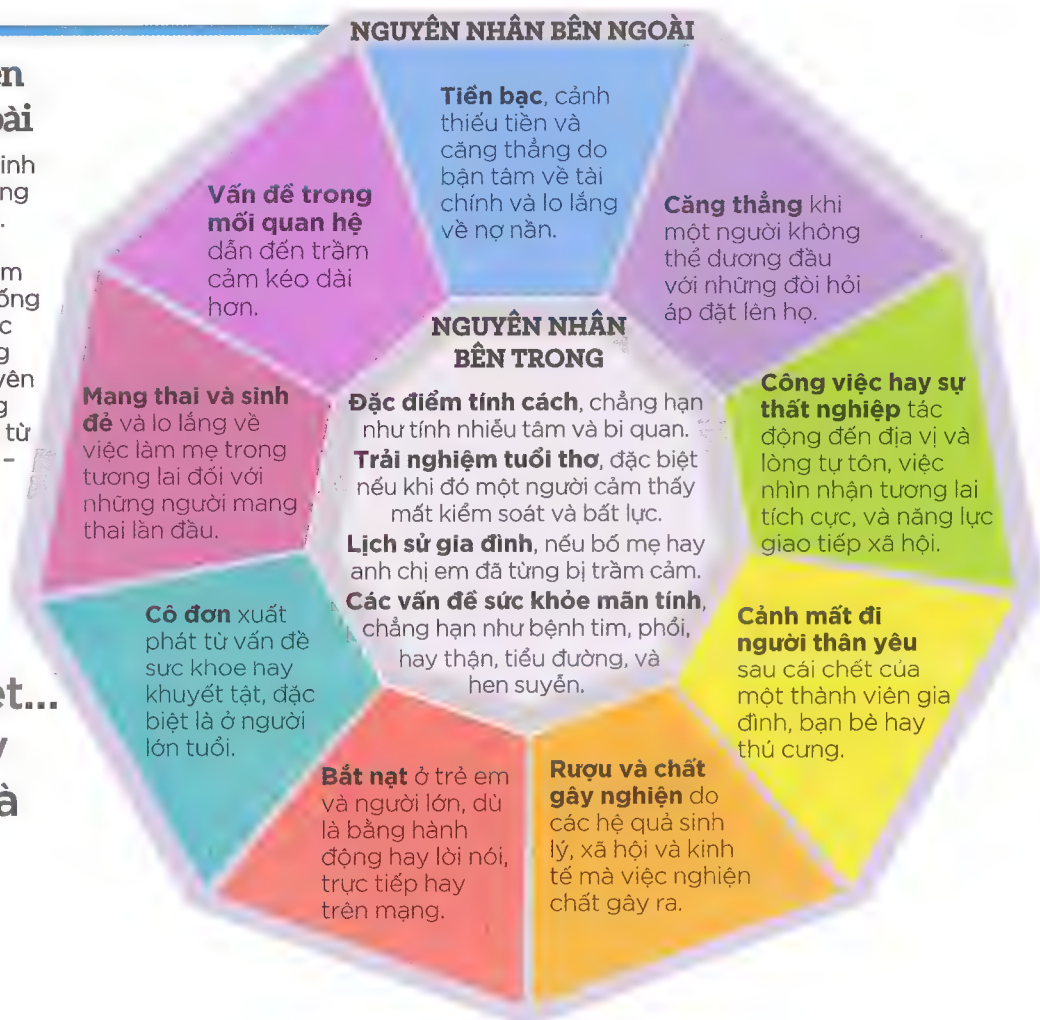 NGUYÊN NHÂN BÊN NGOÀI
Tiền bạc, cảnh
thiếu tiền và
căng thẳng do
bận tâm về tài
chính và lo lắng
về nợ nần.
Căng thẳng khi
một người không
thể đương đầu
với những đòi hỏi
áp đặt lên họ.
Công việc hay sự
thất nghiệp tác
động đến địa vị và
lòng tự tôn, việc
nhìn nhận tương lai
tích cực, và năng lực
giao tiếp xã hội.
Cảnh mất đi
người thân yêu
sau cái chết của
một thành viên gia
đình, bạn bè hay
thú cưng.
Rượu và chất
gây nghiện do
các hệ quả sinh
lý, xã hội và kinh
tế mà việc nghiện
chất gây ra.
Bắt nạt ở trẻ em
và người lớn, dù
là bằng hành
động hay lời nói,
trực tiếp hay
trên mạng.
Cô đơn xuất
phát từ vấn đề
sưc khoe hay
khuyết tật, đặc
biệt là ở người
lớn tuổi.
Mang thai và sinh
đẻ và lo lắng về
việc làm mẹ trong
tương lai đối với
những người mang
thai lần đầu.
Vấn đề trong
mối quan hệ
dẫn đến trầm
cảm kéo dài
hơn.
NGUYÊN NHÂN
BÊN TRONG
Đặc điểm tính cách, chẳng hạn
như tính nhiễu tâm và bi quan.
Trải nghiệm tuổi thơ, đặc biệt
nếu khi đó một người cảm thấy
mất kiểm soát và bất lực.
Lịch sử gia đình, nếu bố mẹ hay
anh chị em đã từng bị trầm cảm.
Các vấn đề sức khỏe mãn tính,
chẳng hạn như bệnh tim, phổi,
hay thận, tiểu đường, và
hen suyễn.